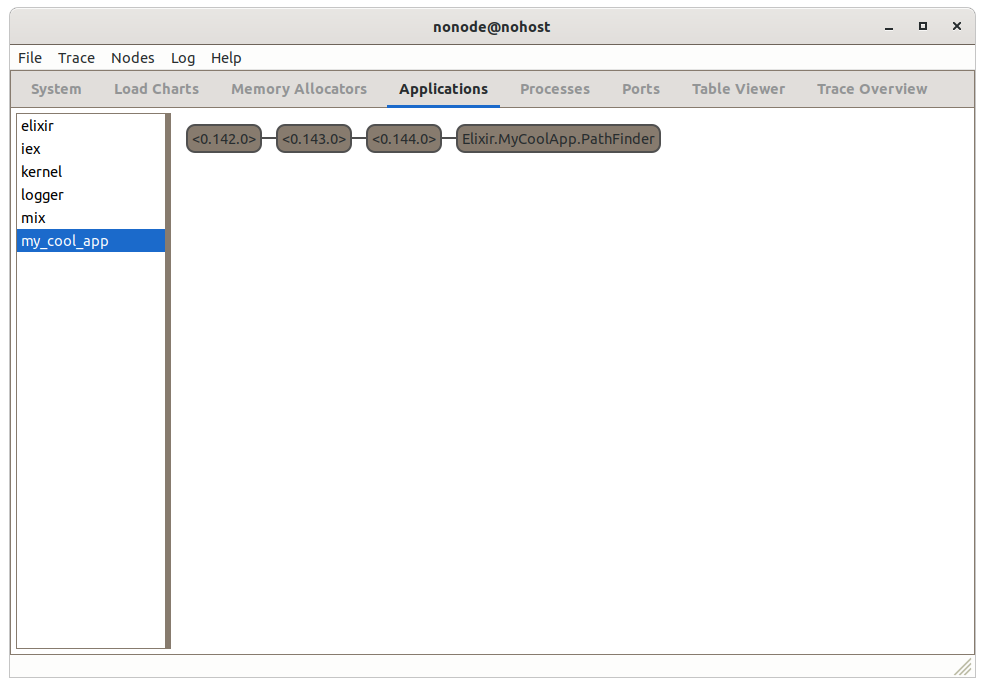 nonode@nohost
File Trace Nodes Log Help
System Load Charts Memory Allocators Applications Processes Ports Table Viewer Trace Overview
elixir
iex
kernel
logger
mix
my_cool_app
<0.142.0> <0.143.0> <0.144.0> Elixir.MyCoolApp.PathFinder